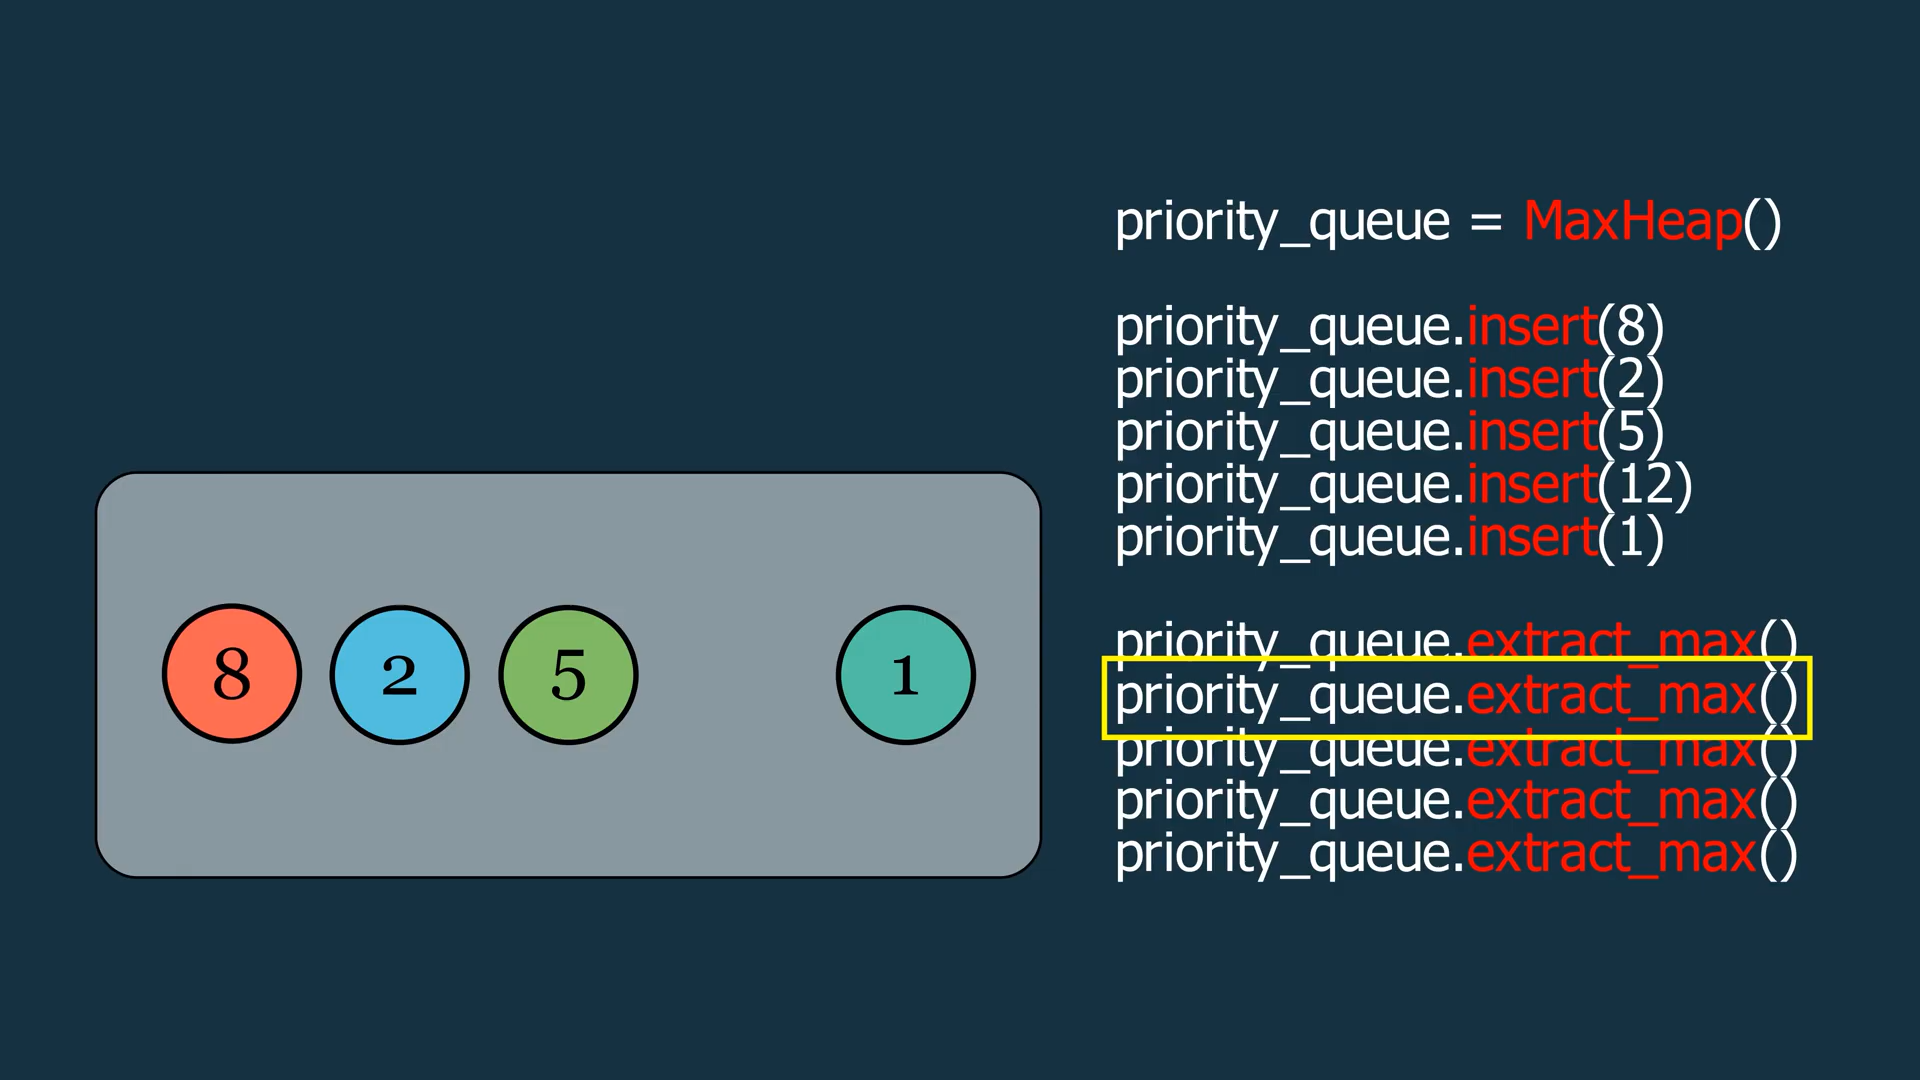 priority_queue = MaxHeap()
priority_queue.insert(8)
priority_queue.insert(2)
priority_queue.insert(5)
priority_queue.insert(12)
priority_queue.insert(1)
8 2 5 1
priority_queue.extract_max()
priority_queue.extract_max()
priority_queue.extract_max()
priority_queue.extract_max()
priority_queue.extract_max()